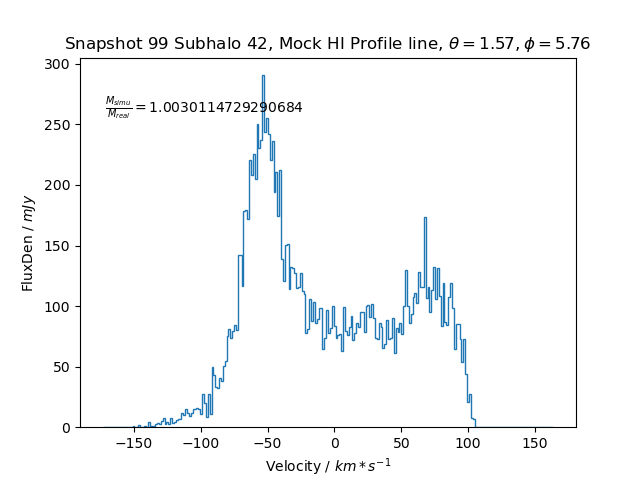 Snapshot 99 Subhalo 42, Mock HI Profile line, θ = 1.57, ϕ = 5.76
300
250
200
150
100
50
0
FluxDen / mJy
M_simu/M_real = 1.0030114729290684
−150 −100 −50 0 50 100 150
Velocity / km * s⁻¹